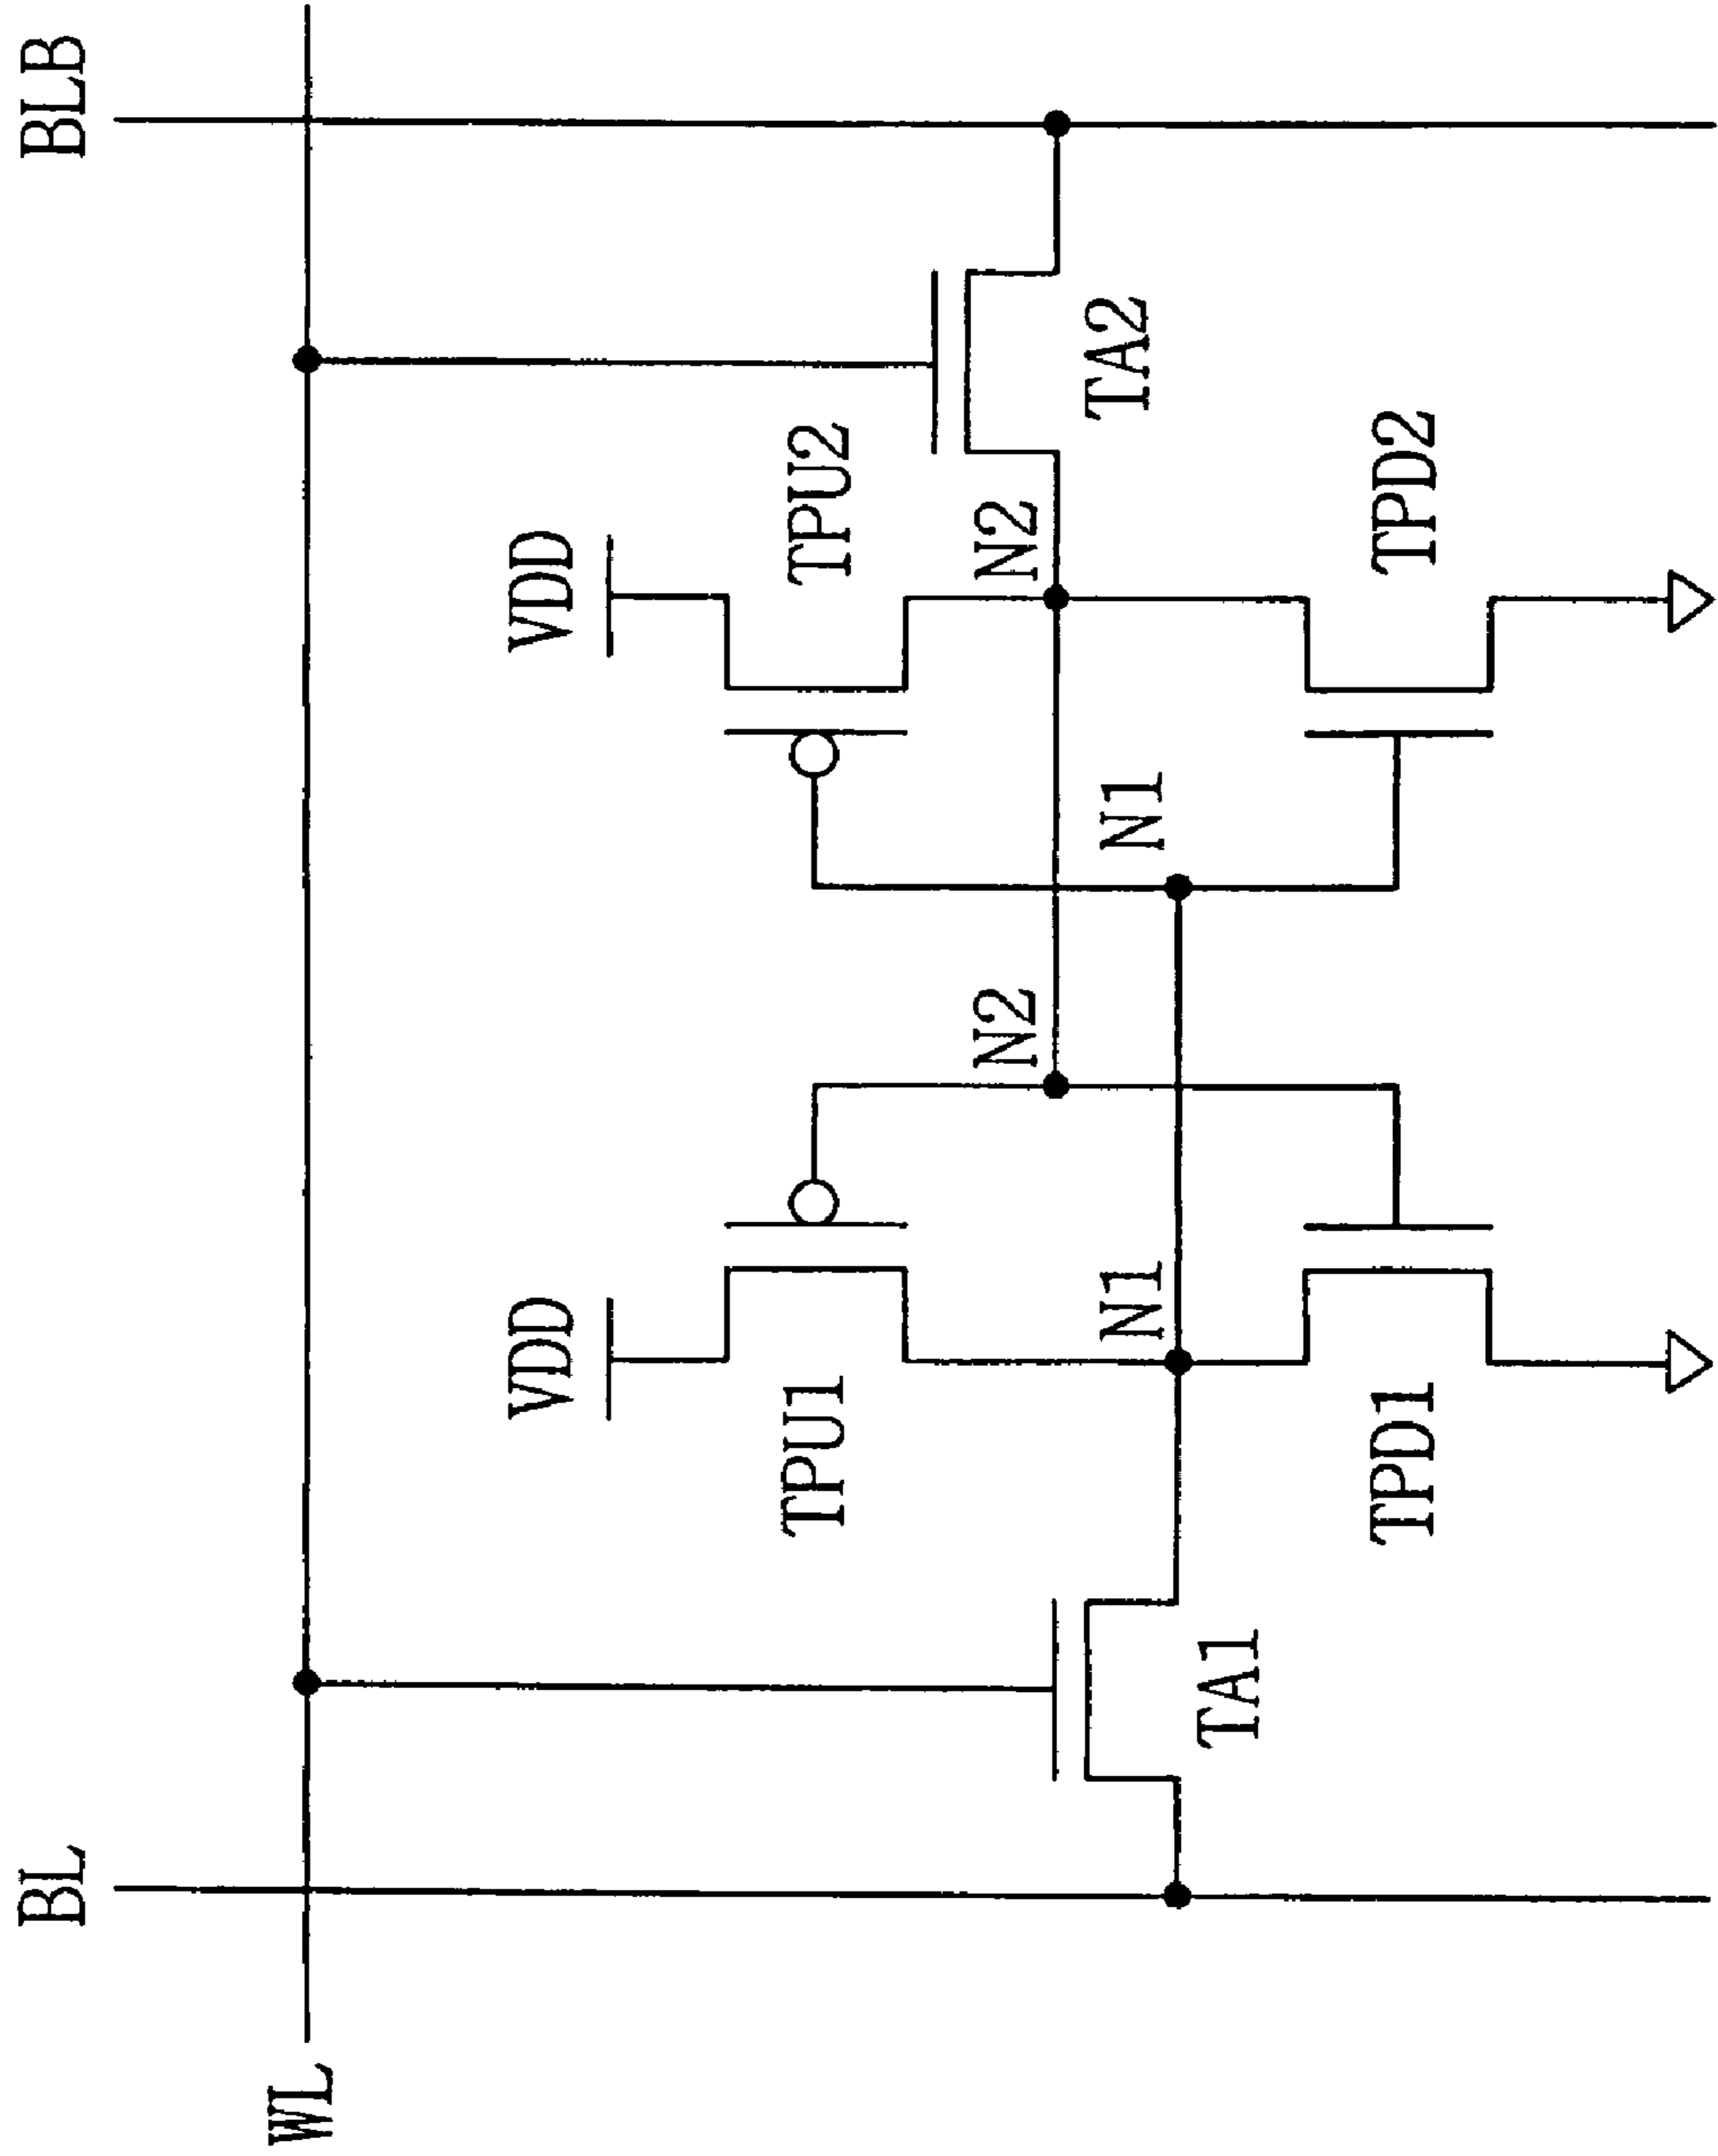 BL
BLB
WL
VDD
VDD
TPU1
TPU2
N2
N2
N1
N1
TA1
TA2
TPD1
TPD2